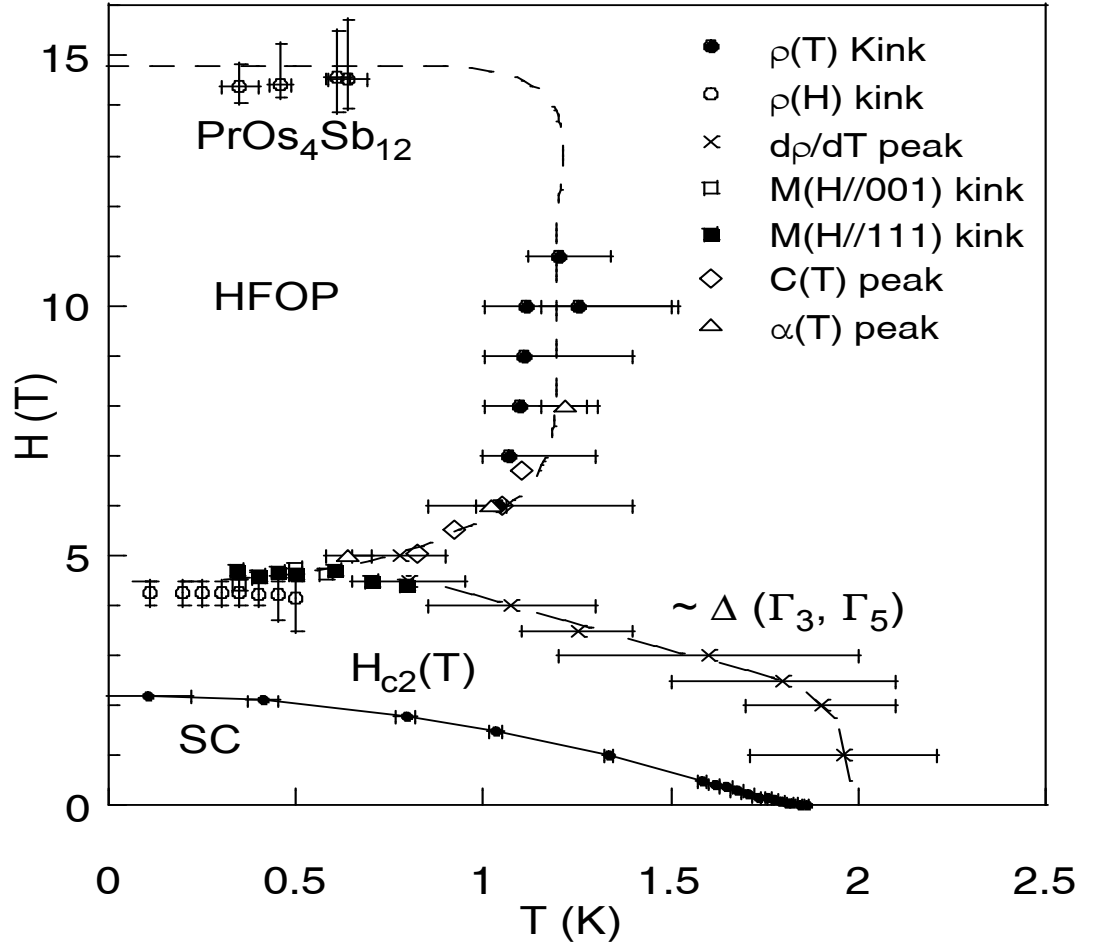 15
10
5
0
H (T)
0 0.5 1 1.5 2 2.5
T (K)
PrOs₄Sb₁₂
HFOP
~ Δ (Γ₃, Γ₅)
H_c2(T)
SC
ρ(T) Kink
ρ(H) kink
dρ/dT peak
M(H//001) kink
M(H//111) kink
C(T) peak
α(T) peak